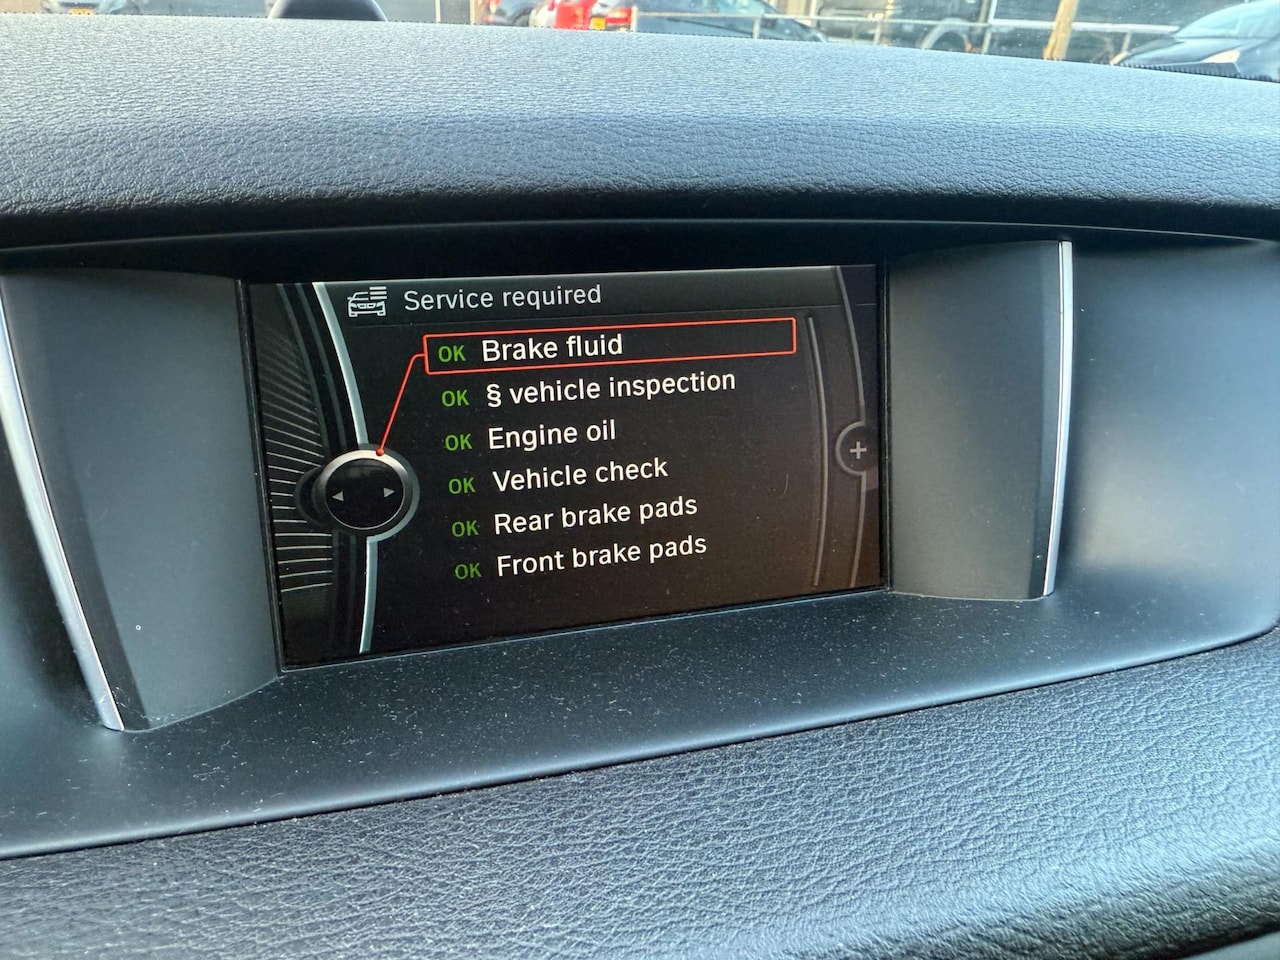 Service required
OK Brake fluid
OK § vehicle inspection
OK Engine oil
OK Vehicle check
OK Rear brake pads
OK Front brake pads
+